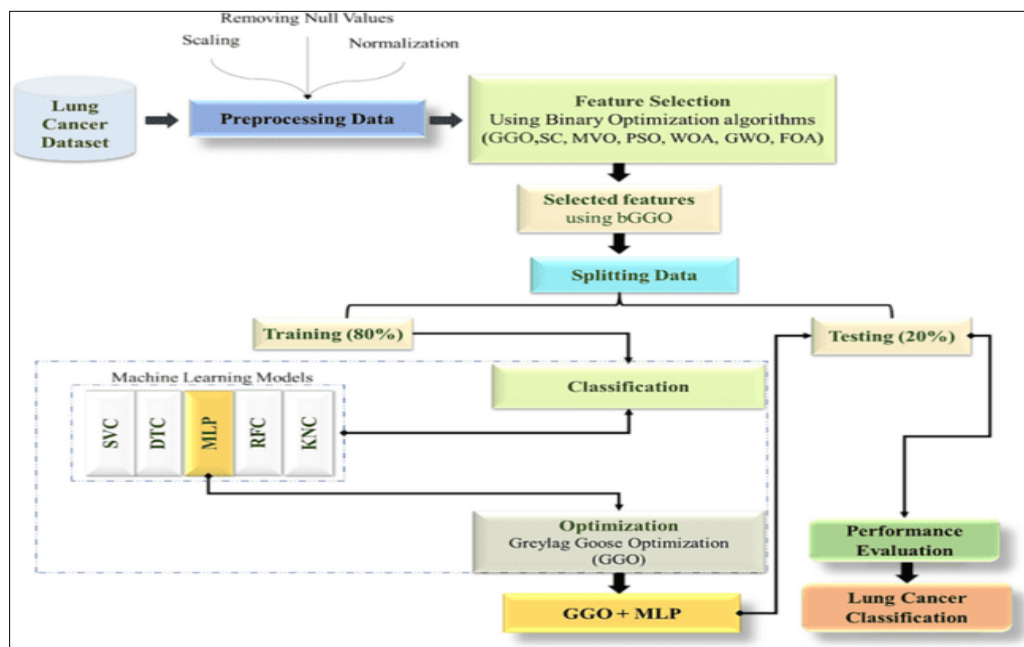 Removing Null Values
Scaling
Normalization
Lung
Cancer
Dataset
Preprocessing Data
Feature Selection
Using Binary Optimization algorithms
(GGO,SC, MVO, PSO, WOA, GWO, FOA)
Selected features
using bGGO
Splitting Data
Training (80%)
Testing (20%)
Machine Learning Models
SVC
DTC
MLP
RFC
KNC
Classification
Optimization
Greylag Goose Optimization
(GGO)
GGO + MLP
Performance
Evaluation
Lung Cancer
Classification